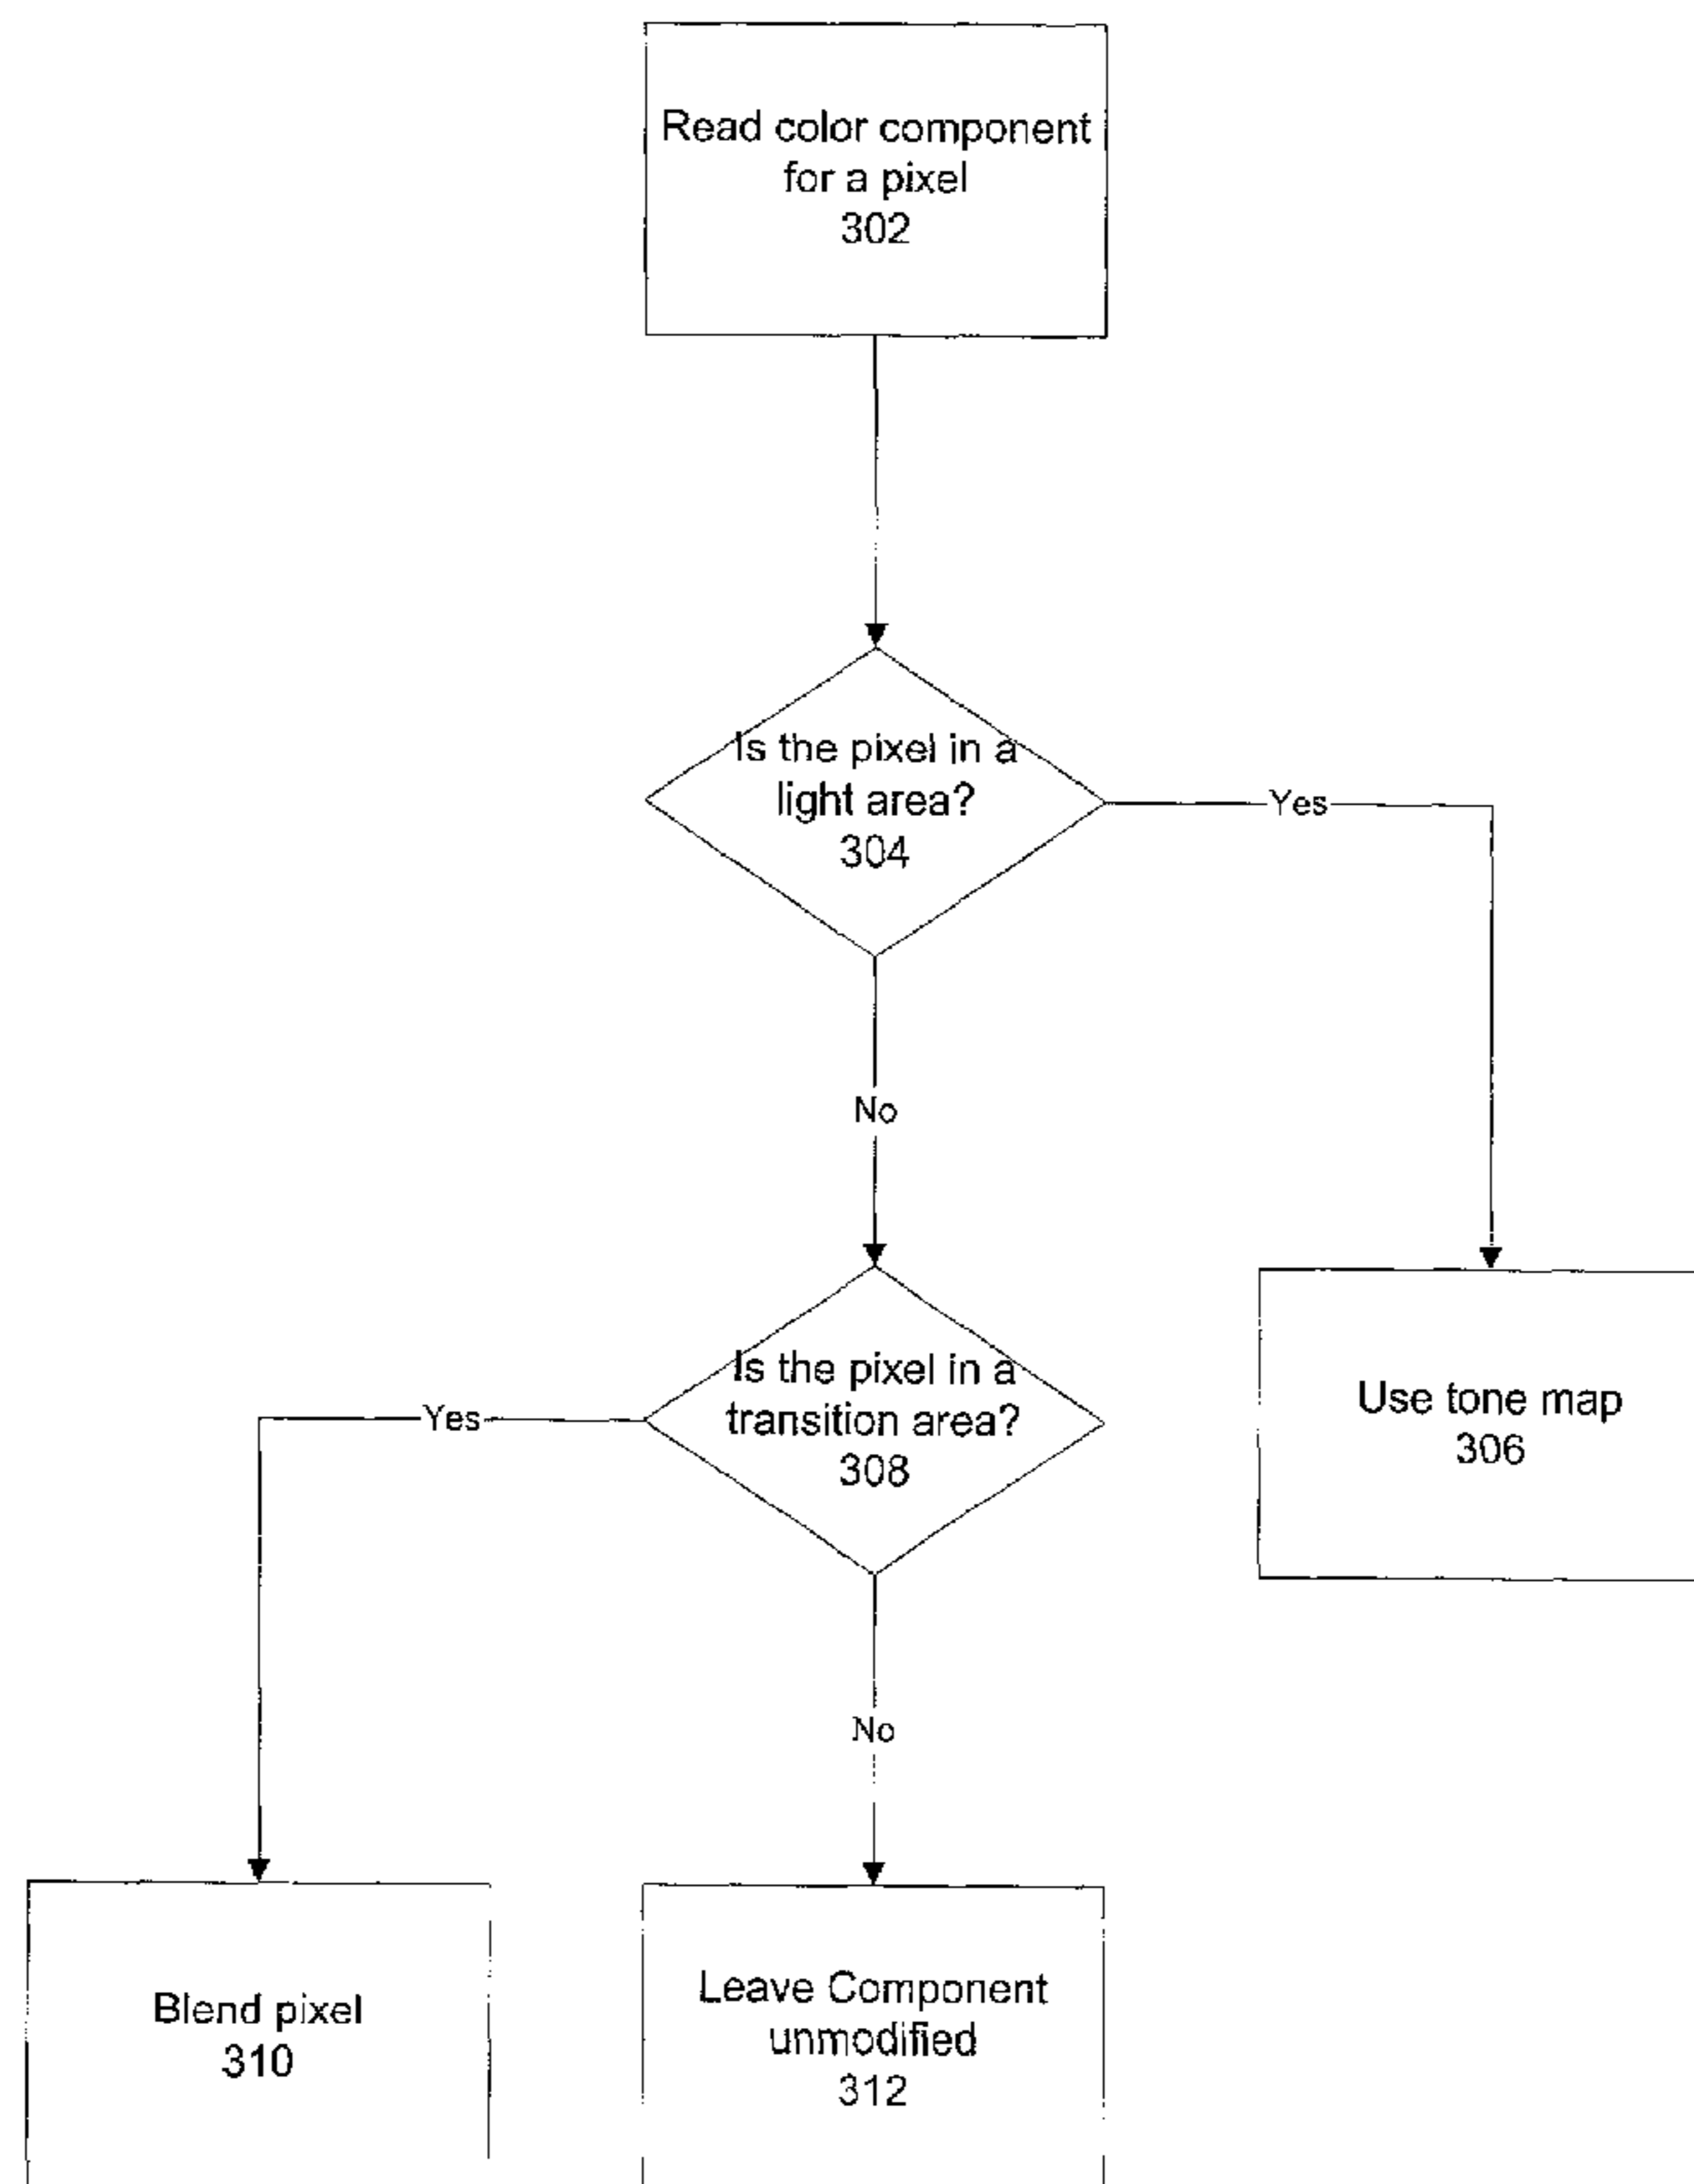 Read color component
for a pixel
302
Is the pixel in a
light area?
304
Yes
No
Is the pixel in a
transition area?
308
Yes
Use tone map
306
No
Blend pixel
310
Leave Component
unmodified
312